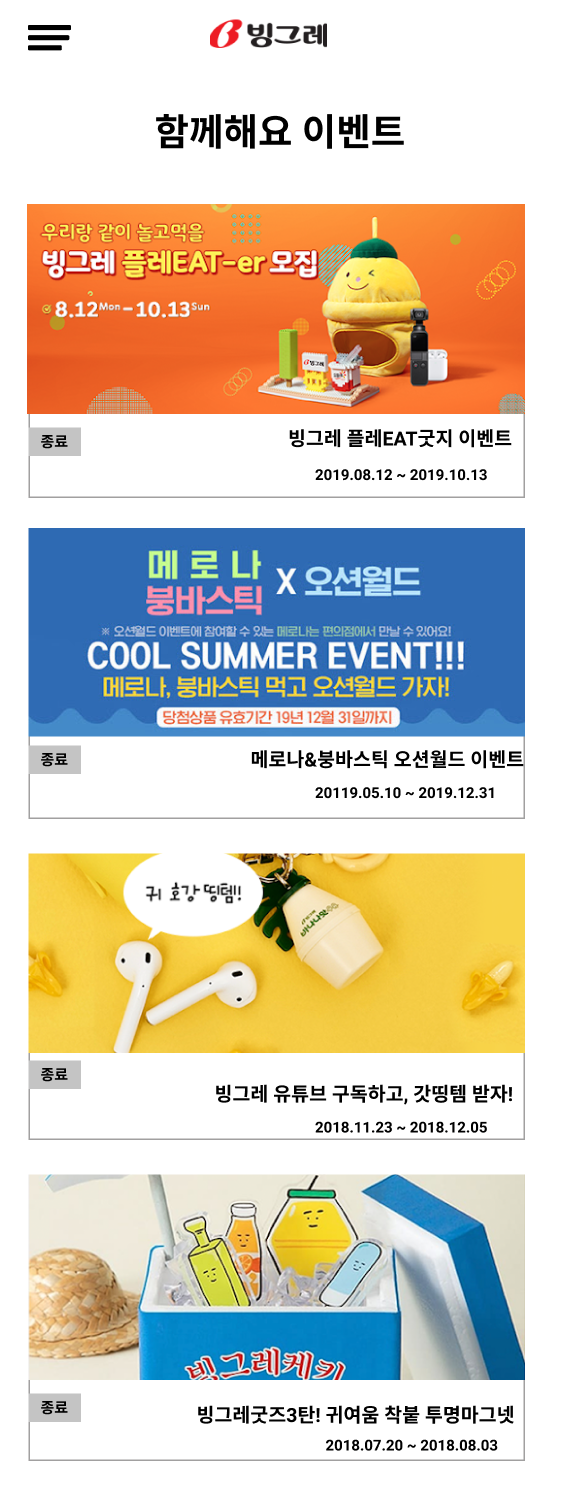 빙그레
함께해요 이벤트
우리랑 같이 놀고먹을
빙그레 플레EAT-er 모집
8.12Mon - 10.13Sun
빙그레
종료
빙그레 플레EAT굿지 이벤트
2019.08.12 ~ 2019.10.13
메로나
붕바스틱
X 오션월드
※ 오션월드 이벤트에 참여할 수 있는 메로나는 편의점에서 만날 수 있어요!
COOL SUMMER EVENT!!!
메로나, 붕바스틱 먹고 오션월드 가자!
당첨상품 유효기간 19년 12월 31일까지
종료
메로나&붕바스틱 오션월드 이벤트
20119.05.10 ~ 2019.12.31
귀 호강 띵템!
종료
빙그레 유튜브 구독하고, 갓띵템 받자!
2018.11.23 ~ 2018.12.05
빙그레케키
종료
빙그레굿즈3탄! 귀여움 착붙 투명마그넷
2018.07.20 ~ 2018.08.03